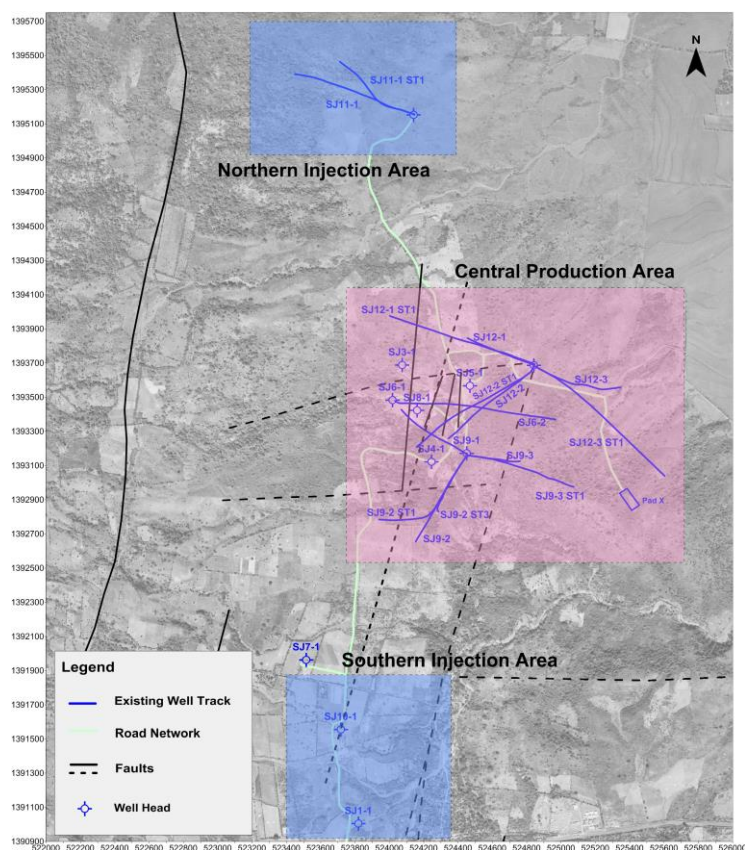 1395700
1395500
1395300
1395100
1394900
1394700
1394500
1394300
1394100
1393900
1393700
1393500
1393300
1393100
1392900
1392700
1392500
1392300
1392100
1391900
1391700
1391500
1391300
1391100
1390900
N
SJ11-1 ST1
SJ11-1
Northern Injection Area
Central Production Area
SJ12-1 ST1
SJ12-1
SJ3-1
SJ5-1
SJ12-3
SJ12-2 ST1
SJ12-2
SJ6-1
SJ8-1
SJ6-2
SJ12-3 ST1
SJ9-1
SJ4-1
SJ9-3
SJ9-3 ST1
Pad X
SJ9-2 ST1
SJ9-2 ST3
SJ9-2
SJ7-1
Southern Injection Area
SJ10-1
SJ1-1
Legend
Existing Well Track
Road Network
Faults
Well Head
522000 522200 522400 522600 522800 523000 523200 523400 523600 523800 524000 524200 524400 524600 524800 525000 525200 525400 525600 525800